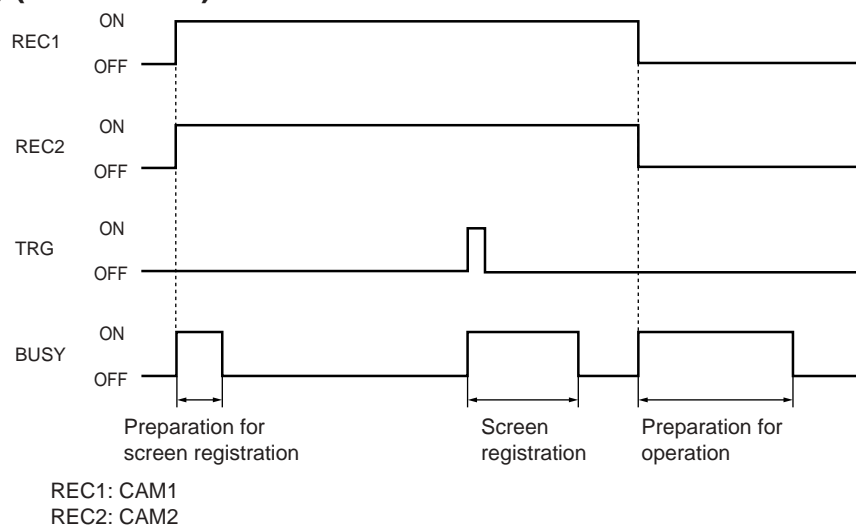 ON
REC1
OFF
ON
REC2
OFF
ON
TRG
OFF
ON
BUSY
OFF
Preparation for
screen registration
Screen
registration
Preparation for
operation
REC1: CAM1
REC2: CAM2